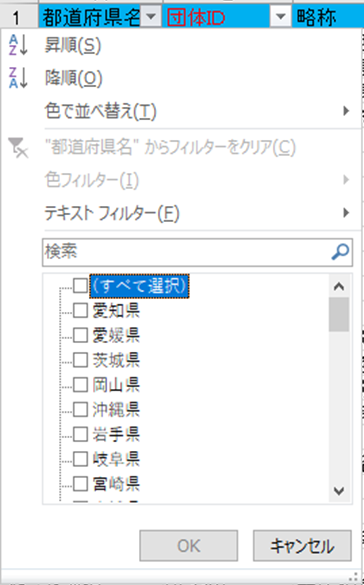 1 都道府県名 団体ID 略称
昇順(S)
降順(O)
色で並べ替え(T)
"都道府県名" からフィルターをクリア(C)
色フィルター(I)
テキスト フィルター(F)
検索
(すべて選択)
愛知県
愛媛県
茨城県
岡山県
沖縄県
岩手県
岐阜県
宮崎県
OK キャンセル